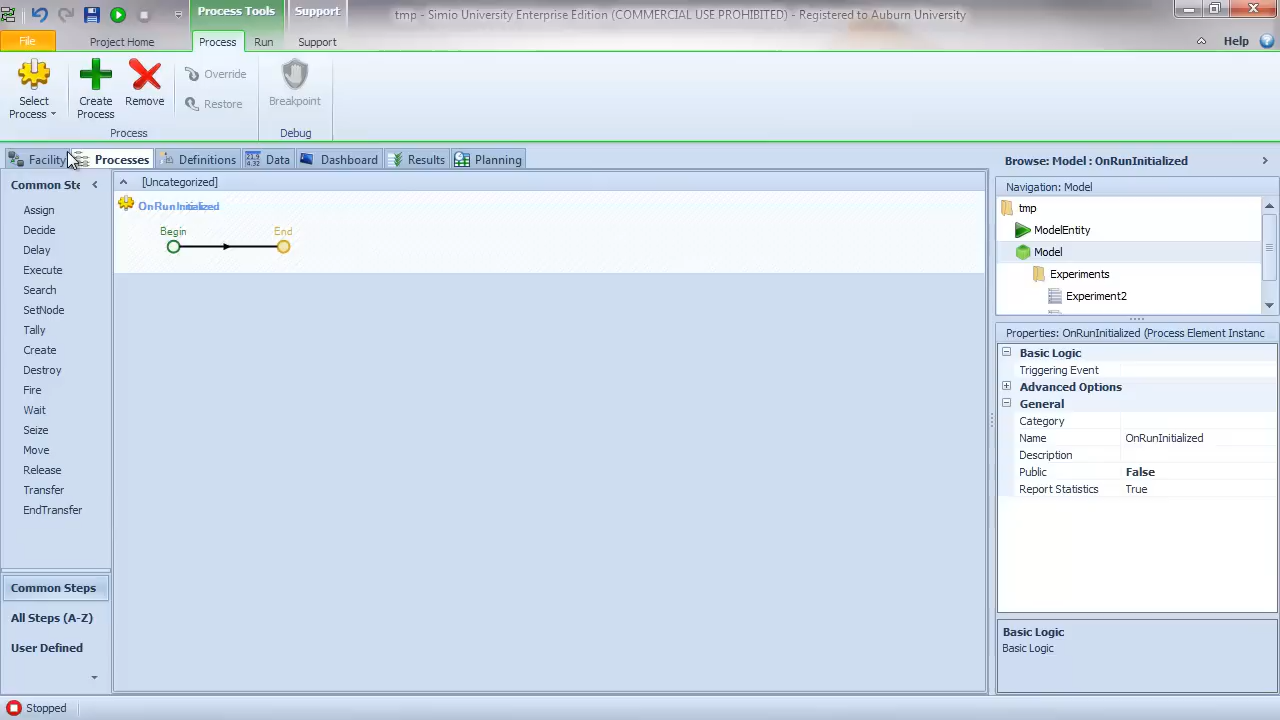 Process Tools
Support
tmp - Simio University Enterprise Edition (COMMERCIAL USE PROHIBITED) - Registered to Auburn University
File
Project Home
Process
Run
Support
Help
Select Process
Create Process
Remove
Override
Restore
Breakpoint
Process
Debug
Facility
Processes
Definitions
Data
Dashboard
Results
Planning
Browse: Model : OnRunInitialized
Common Ste
Assign
Decide
Delay
Execute
Search
SetNode
Tally
Create
Destroy
Fire
Wait
Seize
Move
Release
Transfer
EndTransfer
Common Steps
All Steps (A-Z)
User Defined
[Uncategorized]
OnRunInitialized
Begin
End
Navigation: Model
tmp
ModelEntity
Model
Experiments
Experiment2
Properties: OnRunInitialized (Process Element Instanc
Basic Logic
Triggering Event
Advanced Options
General
Category
Name OnRunInitialized
Description
Public False
Report Statistics True
Basic Logic
Basic Logic
Stopped